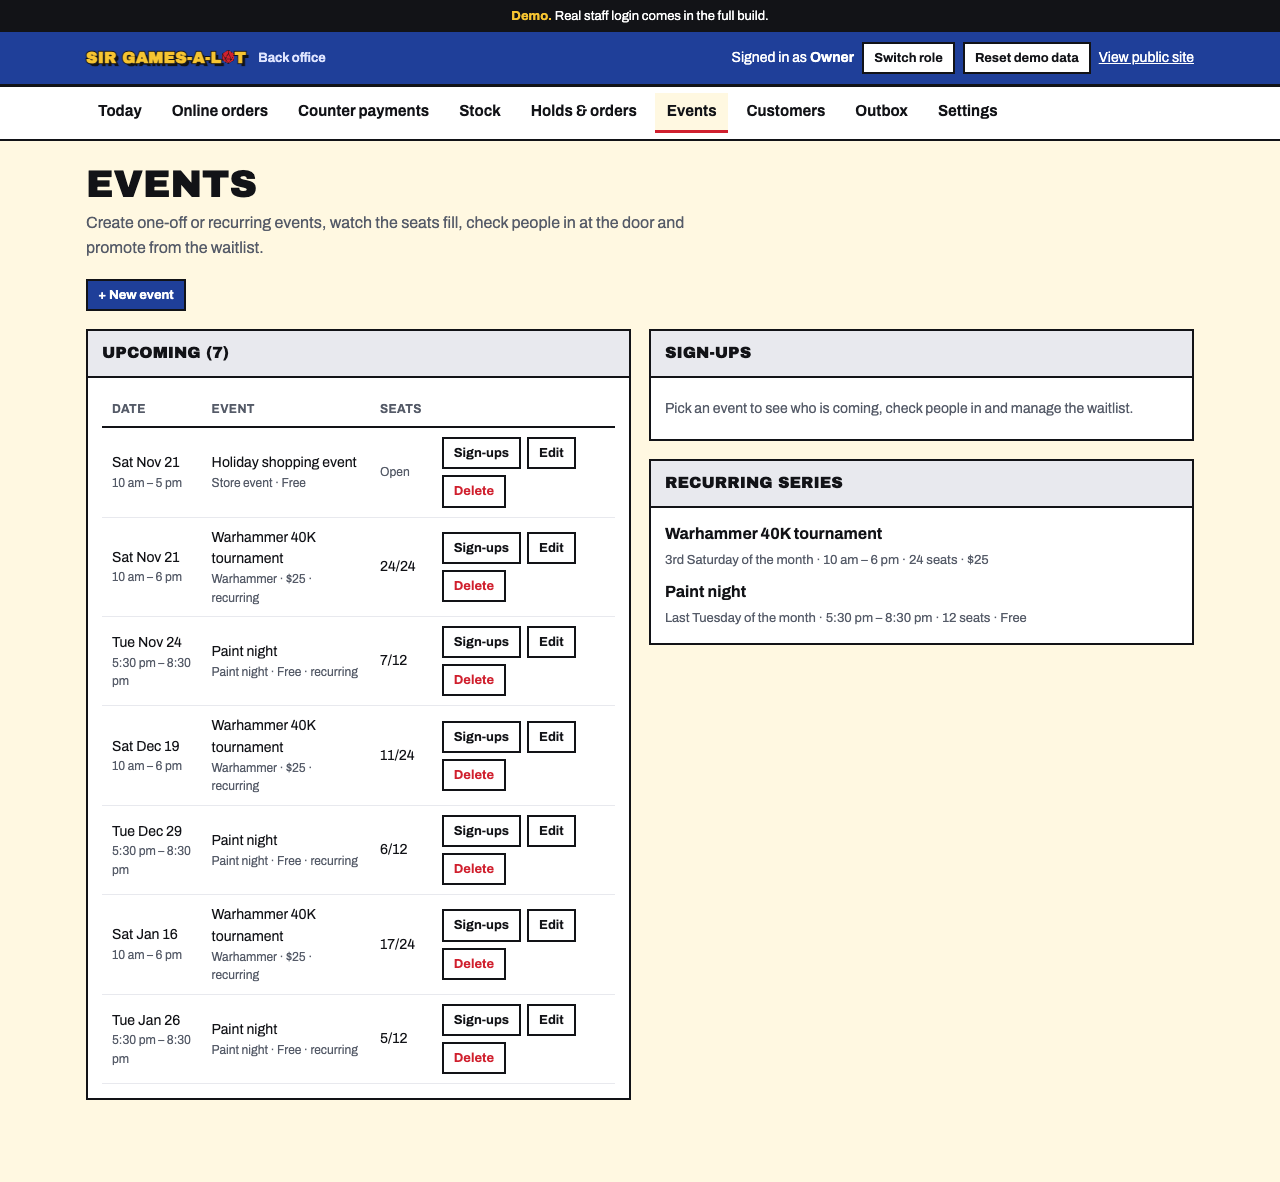 Demo. Real staff login comes in the full build.
SIR GAMES-A-LOT Back office
Signed in as Owner Switch role Reset demo data View public site
Today Online orders Counter payments Stock Holds & orders Events Customers Outbox Settings
EVENTS
Create one-off or recurring events, watch the seats fill, check people in at the door and
promote from the waitlist.
+ New event
UPCOMING (7)
DATE EVENT SEATS
Sat Nov 21 Holiday shopping event Open Sign-ups Edit
10 am – 5 pm Store event · Free Delete
Sat Nov 21 Warhammer 40K
tournament 24/24 Sign-ups Edit
10 am – 6 pm Warhammer · $25 ·
recurring Delete
Tue Nov 24 Paint night 7/12 Sign-ups Edit
5:30 pm – 8:30
pm Paint night · Free · recurring Delete
Sat Dec 19 Warhammer 40K
tournament 11/24 Sign-ups Edit
10 am – 6 pm Warhammer · $25 ·
recurring Delete
Tue Dec 29 Paint night 6/12 Sign-ups Edit
5:30 pm – 8:30
pm Paint night · Free · recurring Delete
Sat Jan 16 Warhammer 40K
tournament 17/24 Sign-ups Edit
10 am – 6 pm Warhammer · $25 ·
recurring Delete
Tue Jan 26 Paint night 5/12 Sign-ups Edit
5:30 pm – 8:30
pm Paint night · Free · recurring Delete
SIGN-UPS
Pick an event to see who is coming, check people in and manage the waitlist.
RECURRING SERIES
Warhammer 40K tournament
3rd Saturday of the month · 10 am – 6 pm · 24 seats · $25
Paint night
Last Tuesday of the month · 5:30 pm – 8:30 pm · 12 seats · Free